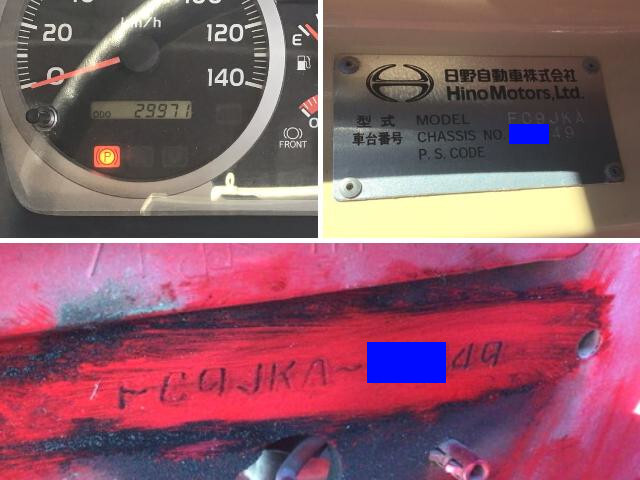 20
0
km/h
120
140
ODO 29971
E
P
FRONT
日野自動車株式会社
Hino Motors, Ltd.
型式 MODEL FC9JKA
車台番号 CHASSIS NO. 49
P.S. CODE
FC9JKA-49